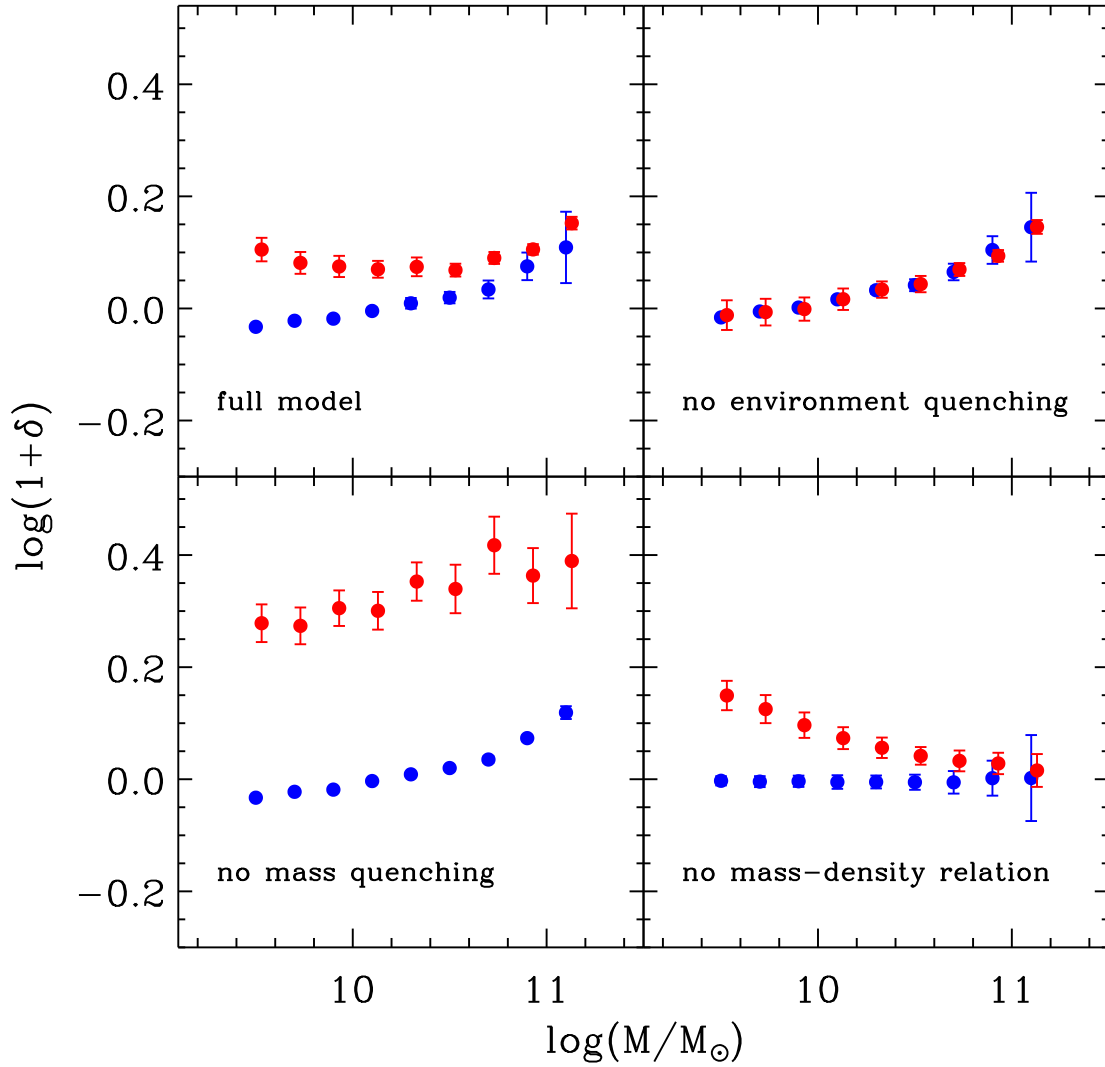 0.4
0.2
0.0
−0.2
full model
no environment quenching
log(1+δ)
0.4
0.2
0.0
−0.2
no mass quenching
no mass−density relation
10 11 10 11
log(M/M⊙)